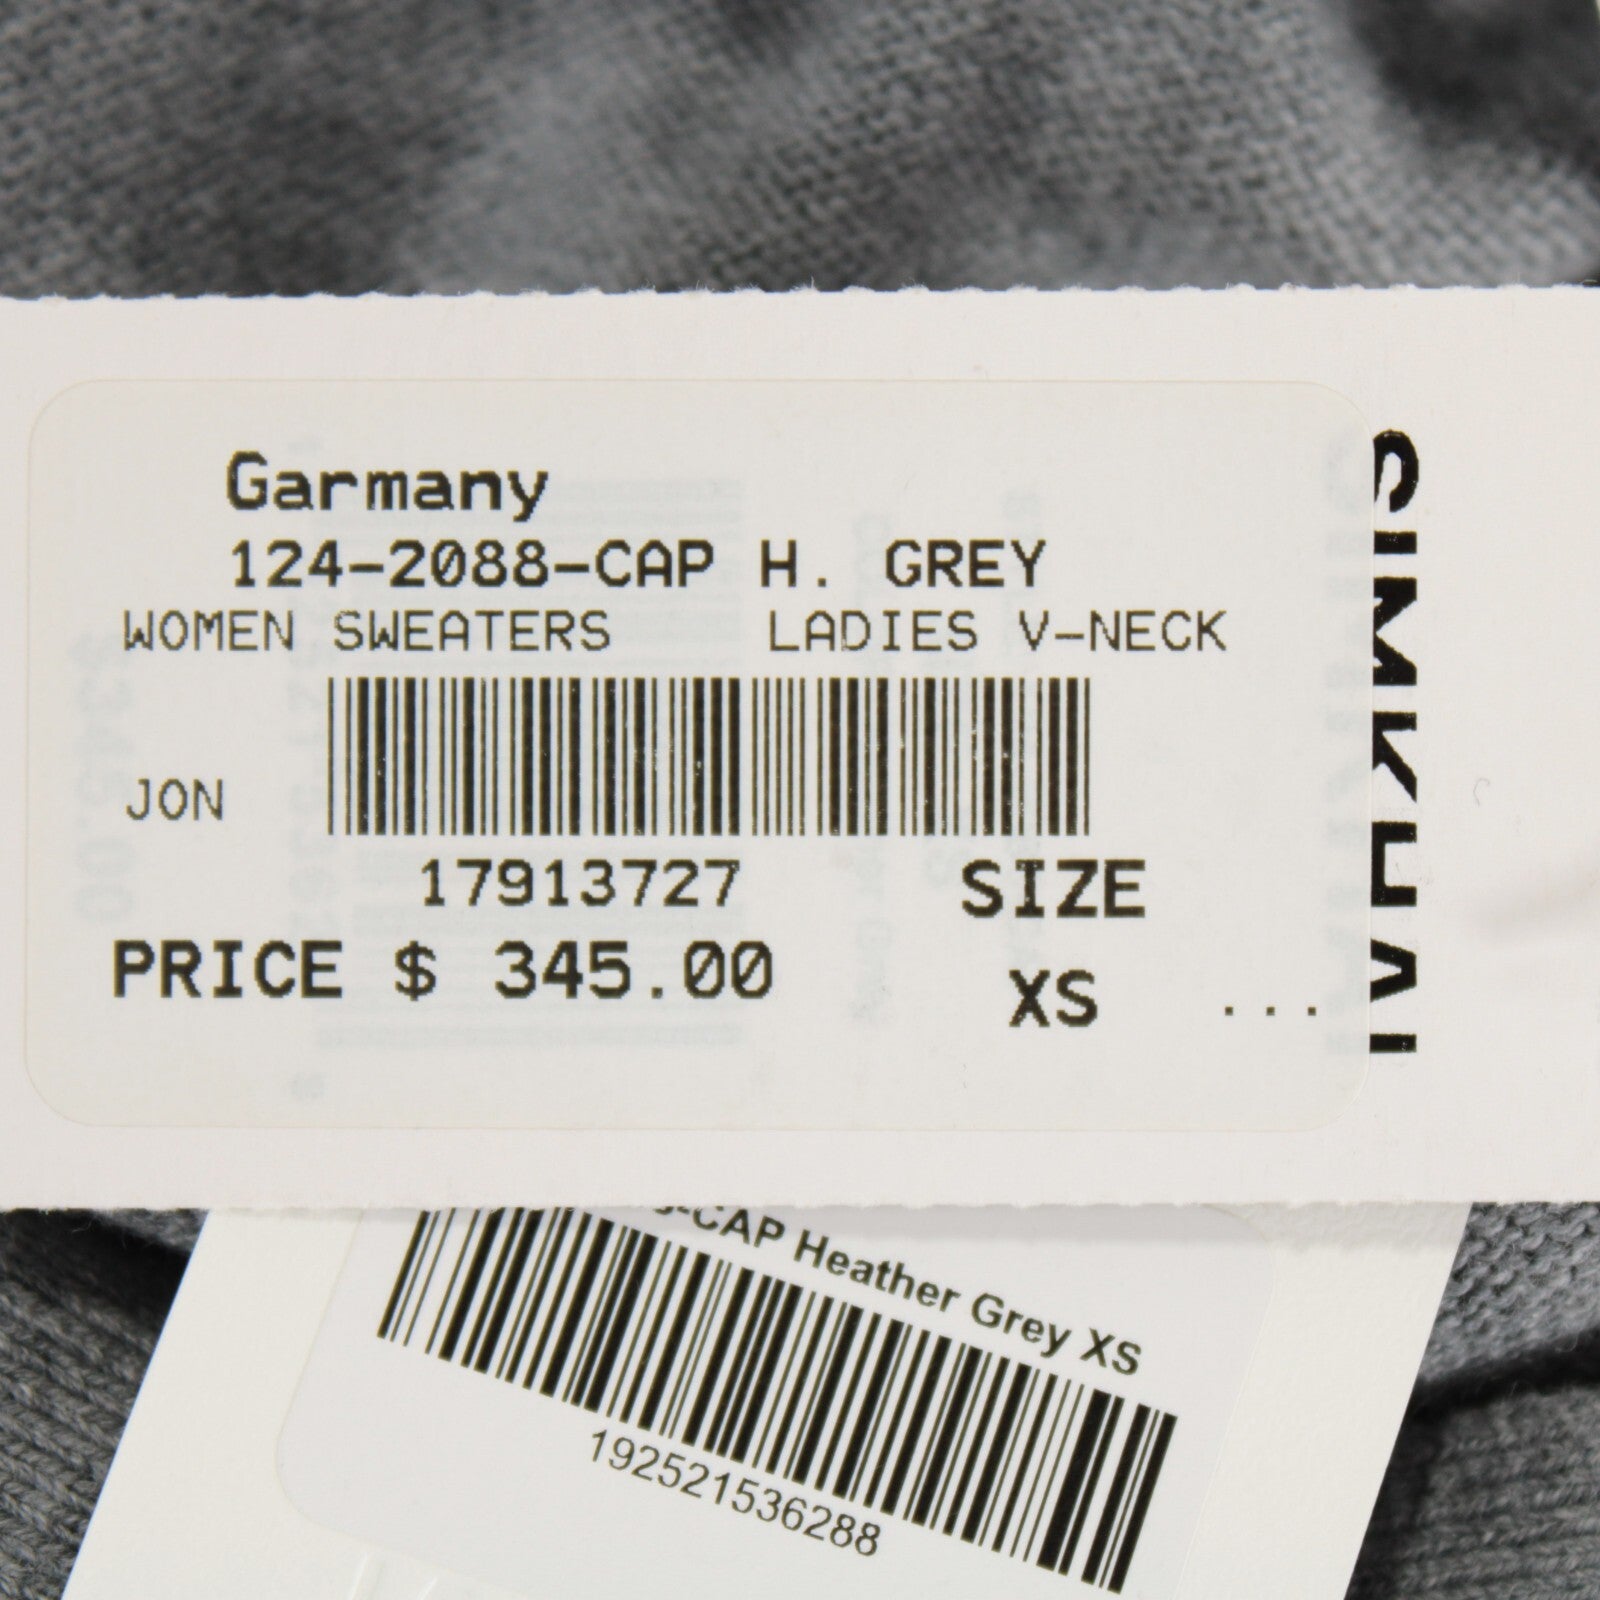 Garmany
124-2088-CAP H. GREY
WOMEN SWEATERS LADIES V-NECK
JON
17913727
SIZE
PRICE $ 345.00
XS ...
SIMKHAI
-CAP Heather Grey XS
192521536288